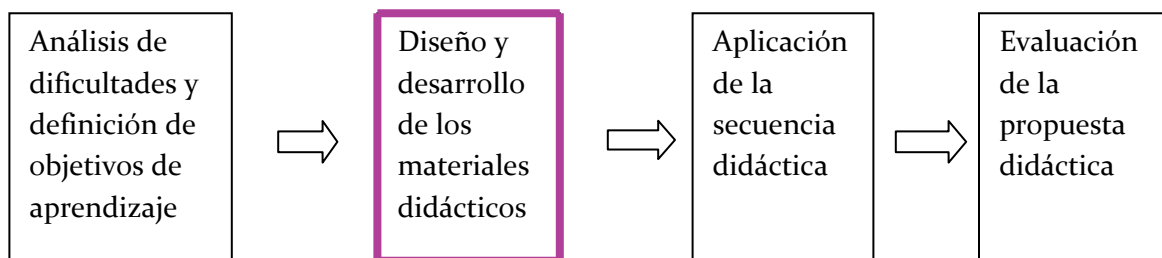 Análisis de
dificultades y
definición de
objetivos de
aprendizaje
Diseño y
desarrollo
de los
materiales
didácticos
Aplicación
de la
secuencia
didáctica
Evaluación
de la
propuesta
didáctica